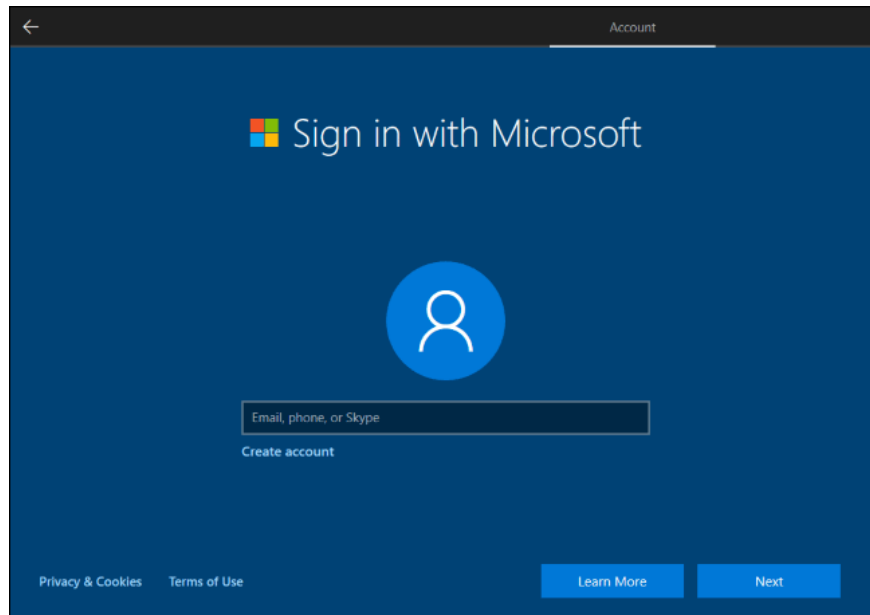 Account
Sign in with Microsoft
Email, phone, or Skype
Create account
Privacy & Cookies Terms of Use Learn More Next